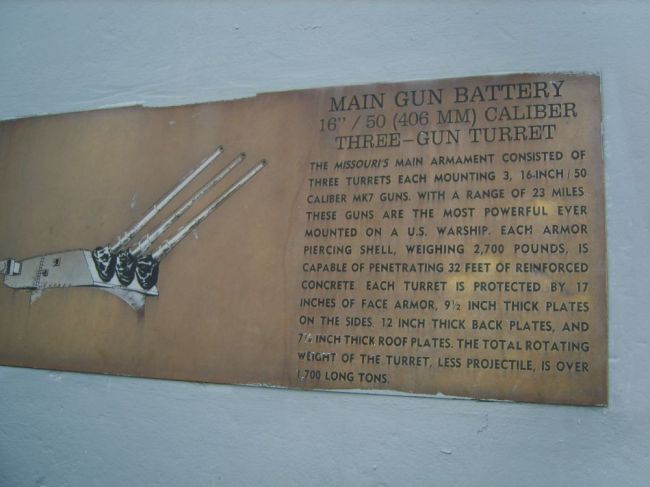 MAIN GUN BATTERY
16" / 50 (406 MM) CALIBER
THREE-GUN TURRET
THE MISSOURI'S MAIN ARMAMENT CONSISTED OF
THREE TURRETS EACH MOUNTING 3, 16-INCH / 50
CALIBER MK7 GUNS. WITH A RANGE OF 23 MILES
THESE GUNS ARE THE MOST POWERFUL EVER
MOUNTED ON A U.S. WARSHIP. EACH ARMOR
PIERCING SHELL, WEIGHING 2,700 POUNDS, IS
CAPABLE OF PENETRATING 32 FEET OF REINFORCED
CONCRETE. EACH TURRET IS PROTECTED BY 17
INCHES OF FACE ARMOR, 9½ INCH THICK PLATES
ON THE SIDES. 12 INCH THICK BACK PLATES, AND
INCH THICK ROOF PLATES. THE TOTAL ROTATING
WEIGHT OF THE TURRET, LESS PROJECTILE, IS OVER
1,700 LONG TONS.